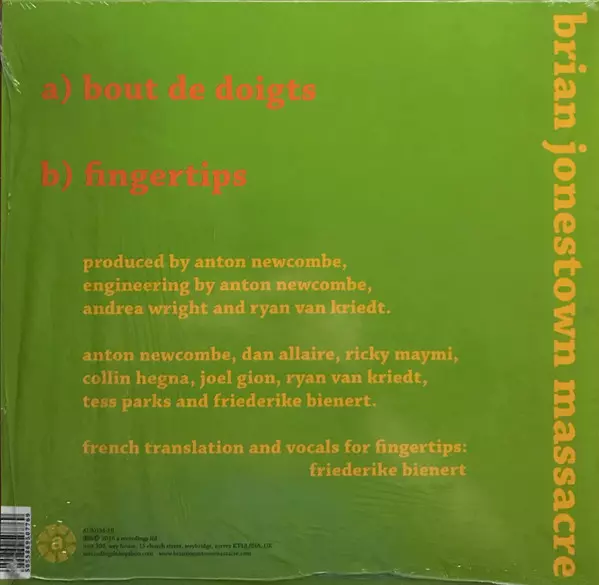 a) bout de doigts
b) fingertips
produced by anton newcombe,
engineering by anton newcombe,
andrea wright and ryan van kriedt.
anton newcombe, dan allaire, ricky maymi,
collin hegna, joel gion, ryan van kriedt,
tess parks and friederike bienert.
french translation and vocals for fingertips:
friederike bienert
brian jonestown massacre
a